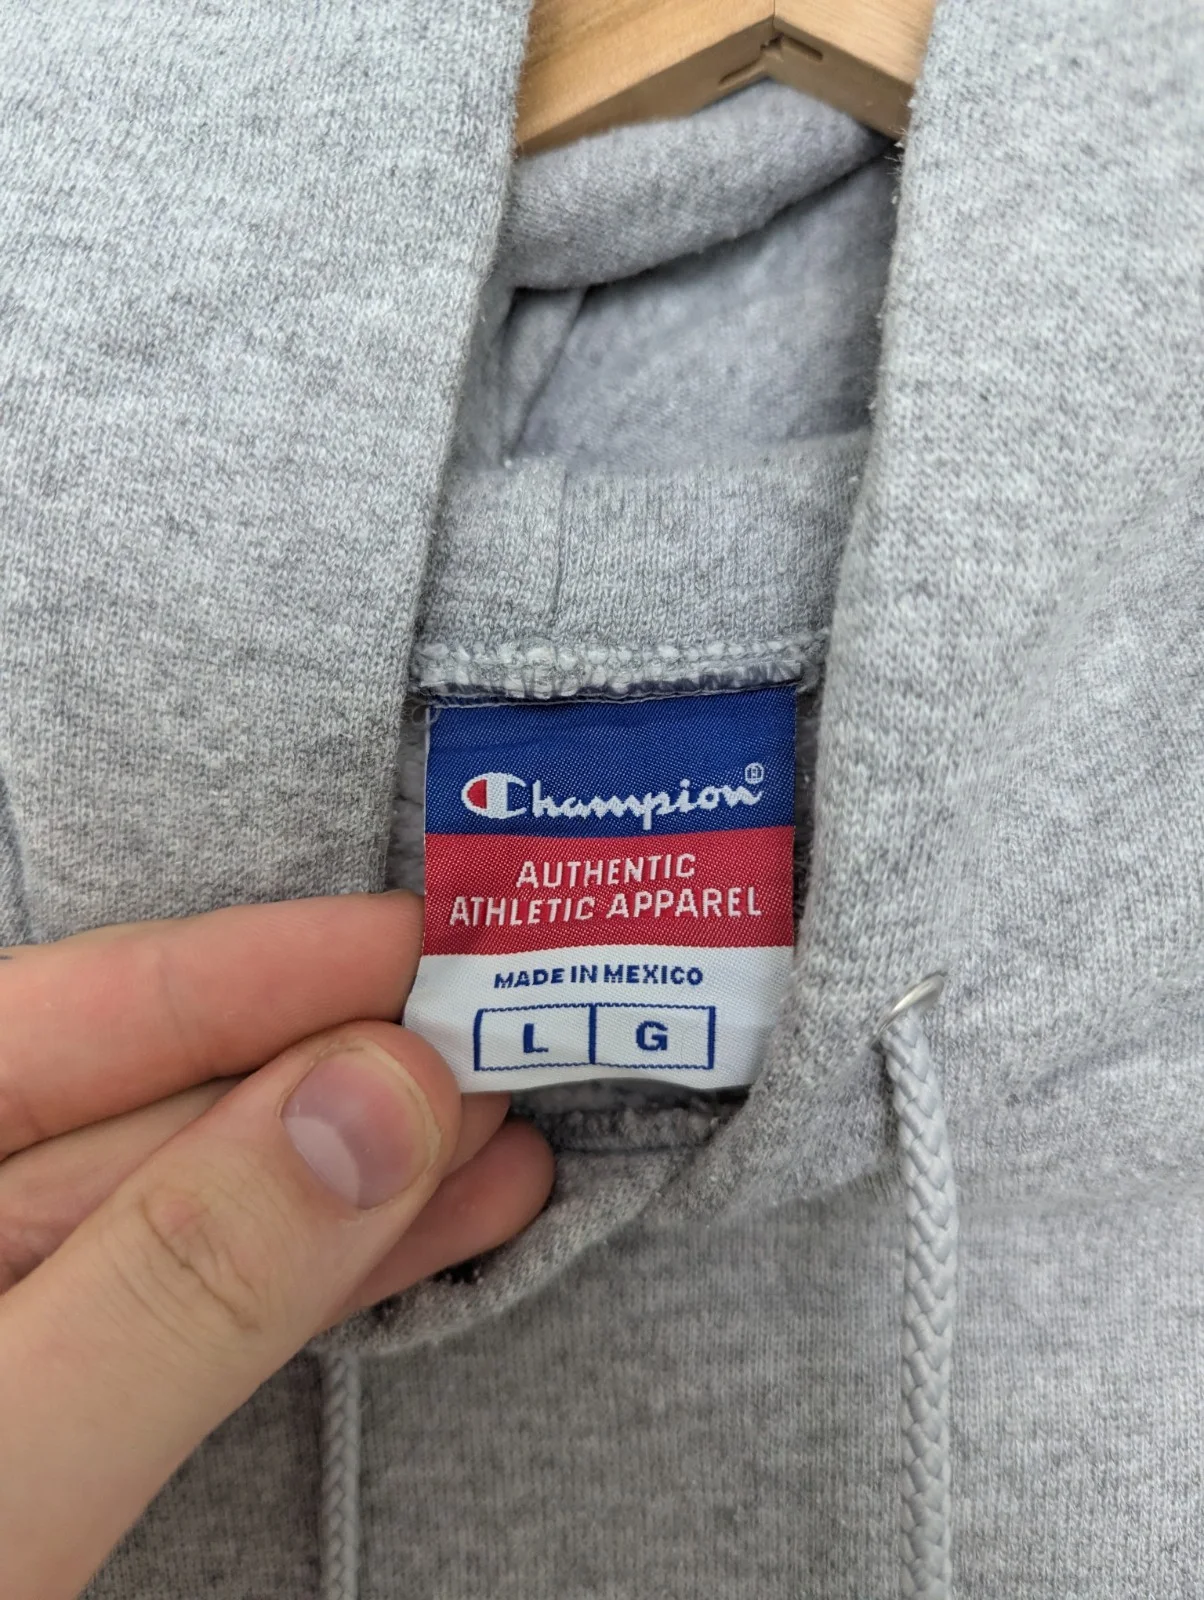 Champion®
AUTHENTIC
ATHLETIC APPAREL
MADE IN MEXICO
L G